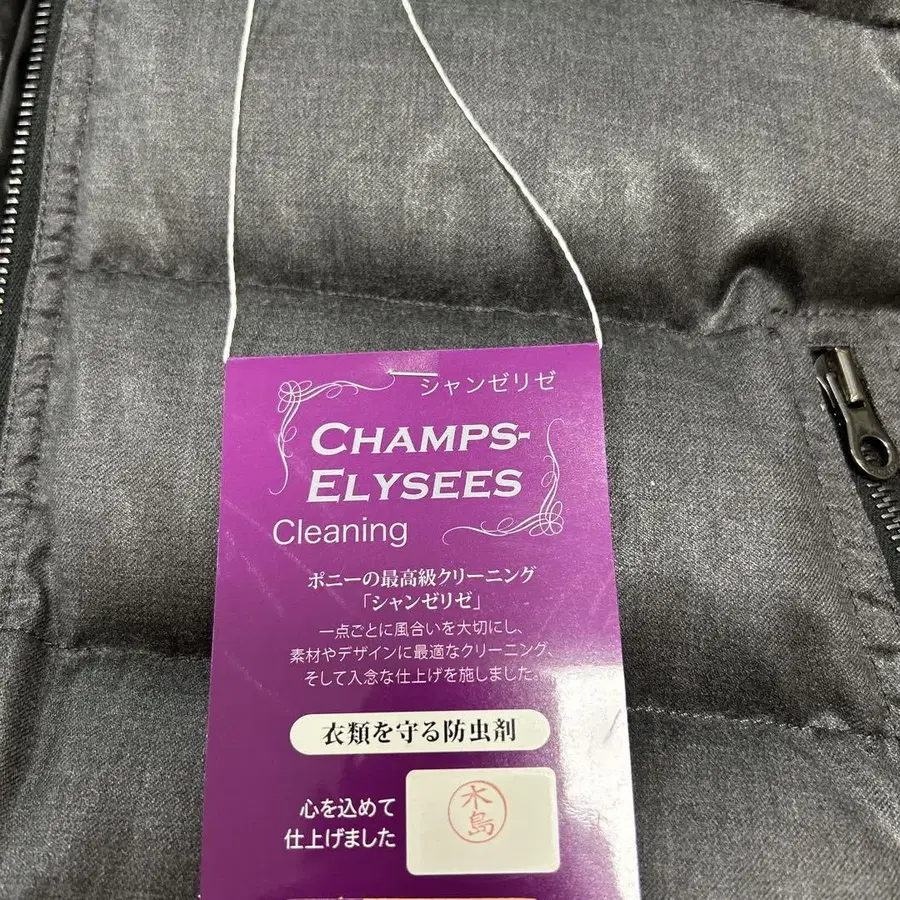 シャンゼリゼ
CHAMPS-
ELYSEES
Cleaning
ポニーの最高級クリーニング
「シャンゼリゼ」
一点ごとに風合いを大切にし、
素材やデザインに最適なクリーニング、
そして入念な仕上げを施しました。
衣類を守る防虫剤
心を込めて
仕上げました
木島